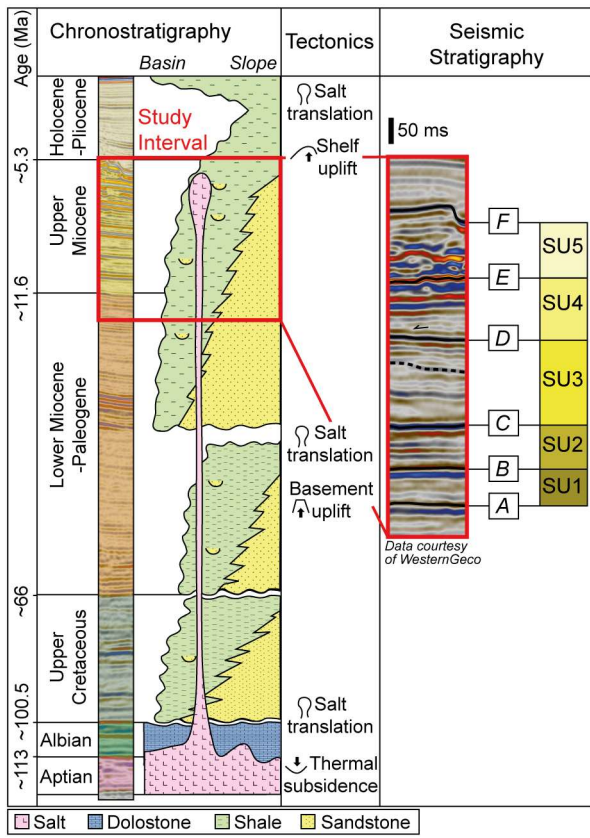 Age (Ma)
Chronostratigraphy
Basin
Slope
Tectonics
Seismic
Stratigraphy
Holocene
-Pliocene
Study
Interval
Salt
translation
50 ms
~5.3
Shelf
uplift
Upper
Miocene
F
SU5
E
~11.6
SU4
D
SU3
Lower Miocene
-Paleogene
C
Salt
translation
SU2
B
Basement
uplift
SU1
A
Data courtesy
of WesternGeco
~66
Upper
Cretaceous
Salt
translation
~100.5
Albian
~113
Thermal
subsidence
Aptian
Salt
Dolostone
Shale
Sandstone